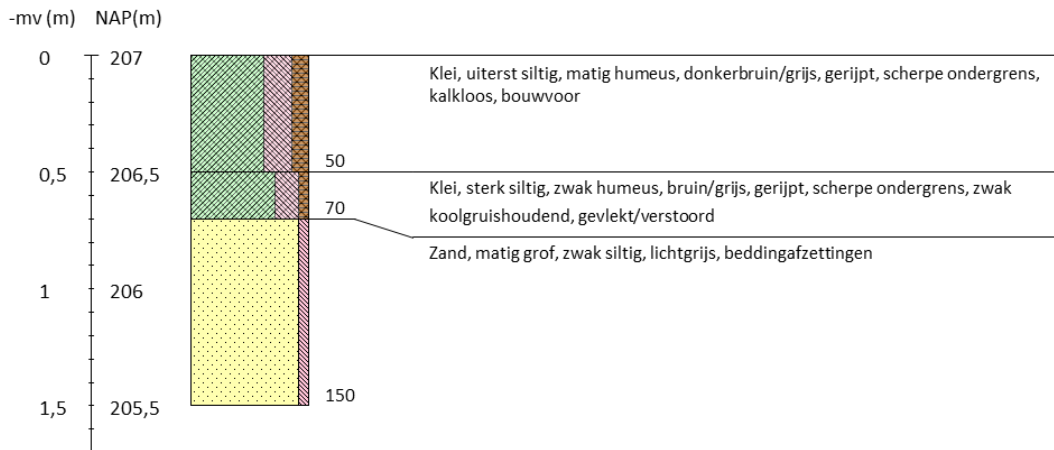 -mv (m) NAP(m)
0 207
Klei, uiterst siltig, matig humeus, donkerbruin/grijs, gerijpt, scherpe ondergrens,
kalkloos, bouwvoor
50
0,5 206,5
Klei, sterk siltig, zwak humeus, bruin/grijs, gerijpt, scherpe ondergrens, zwak
koolgruishoudend, gevlekt/verstoord
70
Zand, matig grof, zwak siltig, lichtgrijs, beddingafzettingen
1 206
150
1,5 205,5